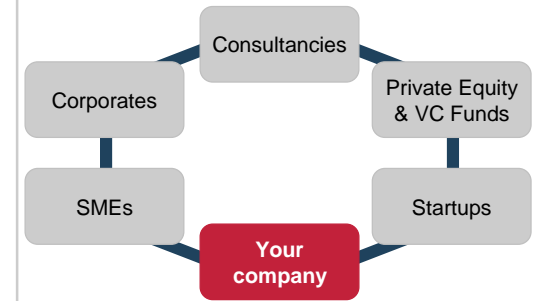 Consultancies
Corporates
Private Equity
& VC Funds
SMEs
Startups
Your
company